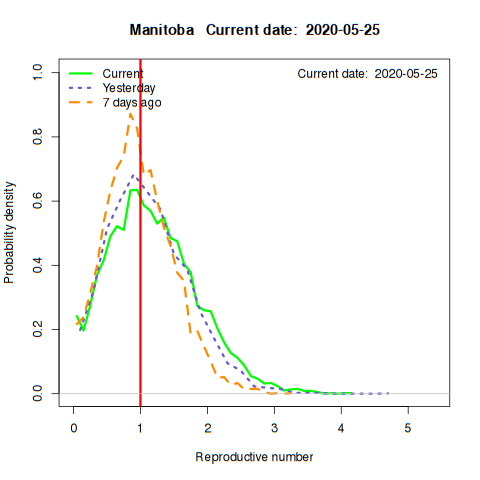 Manitoba Current date: 2020-05-25
Current date: 2020-05-25
Current
Yesterday
7 days ago
Probability density
1.0
0.8
0.6
0.4
0.2
0.0
0 1 2 3 4 5
Reproductive number